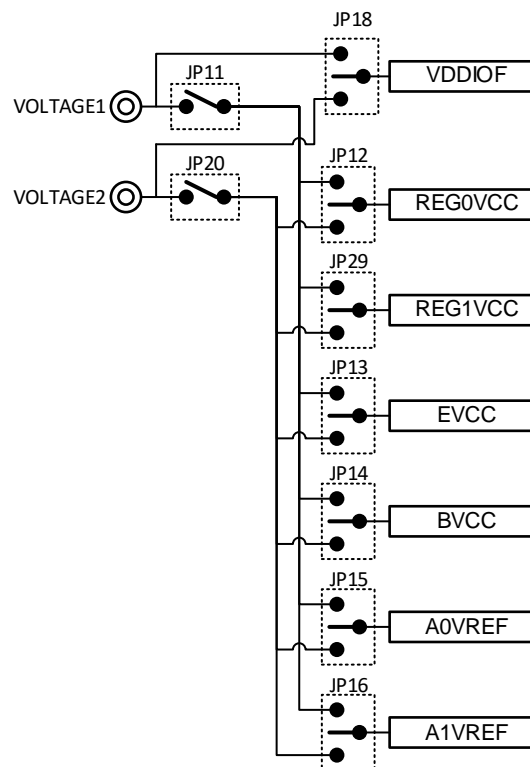 JP18
VDDIOF
JP11
VOLTAGE1
JP20
VOLTAGE2
JP12
REG0VCC
JP29
REG1VCC
JP13
EVCC
JP14
BVCC
JP15
A0VREF
JP16
A1VREF